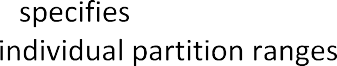 specifies
individual partition ranges